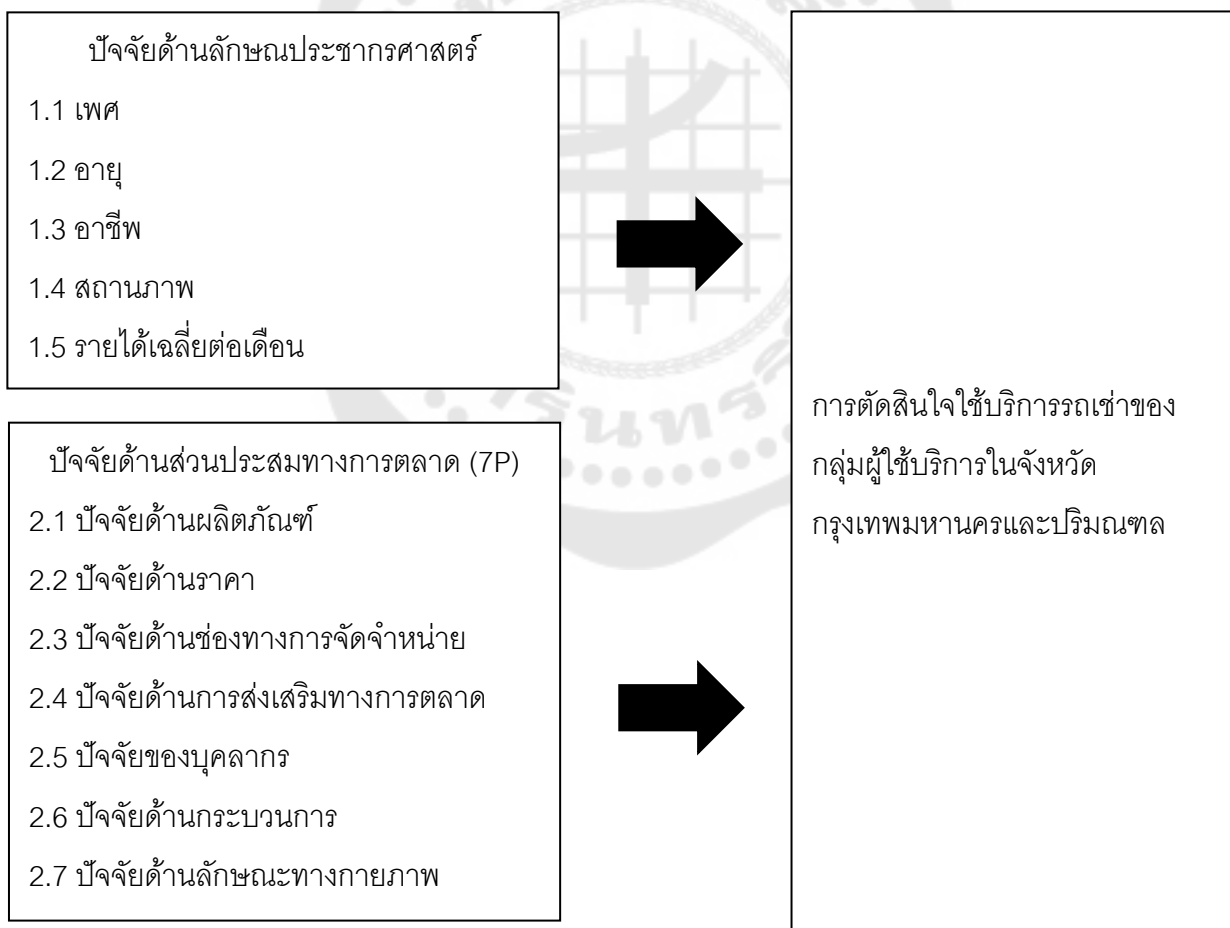 ปัจจัยด้านลักษณประชากรศาสตร์
1.1 เพศ
1.2 อายุ
1.3 อาชีพ
1.4 สถานภาพ
1.5 รายได้เฉลี่ยต่อเดือน
ปัจจัยด้านส่วนประสมทางการตลาด (7P)
2.1 ปัจจัยด้านผลิตภัณฑ์
2.2 ปัจจัยด้านราคา
2.3 ปัจจัยด้านช่องทางการจัดจำหน่าย
2.4 ปัจจัยด้านการส่งเสริมทางการตลาด
2.5 ปัจจัยของบุคลากร
2.6 ปัจจัยด้านกระบวนการ
2.7 ปัจจัยด้านลักษณะทางกายภาพ
การตัดสินใจใช้บริการรถเช่าของ
กลุ่มผู้ใช้บริการในจังหวัด
กรุงเทพมหานครและปริมณฑล